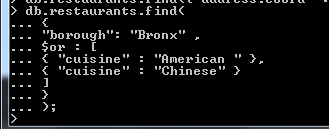 > db.restaurants.find(
... {
... "borough": "Bronx" ,
... $or : [
... { "cuisine" : "American " },
... { "cuisine" : "Chinese" }
... ]
... }
... );
>